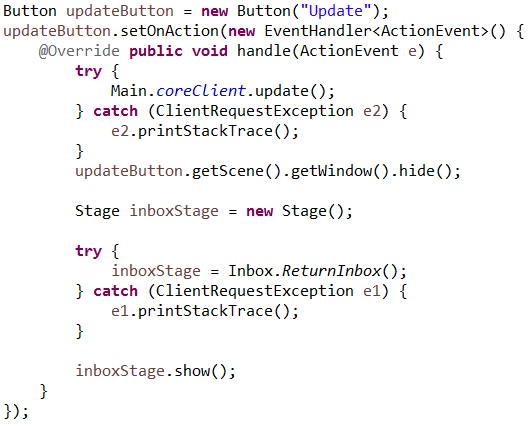 Button updateButton = new Button("Update");
updateButton.setOnAction(new EventHandler<ActionEvent>() {
    @Override public void handle(ActionEvent e) {
        try {
            Main.coreClient.update();
        } catch (ClientRequestException e2) {
            e2.printStackTrace();
        }
        updateButton.getScene().getWindow().hide();

        Stage inboxStage = new Stage();

        try {
            inboxStage = Inbox.ReturnInbox();
        } catch (ClientRequestException e1) {
            e1.printStackTrace();
        }

        inboxStage.show();
    }
});